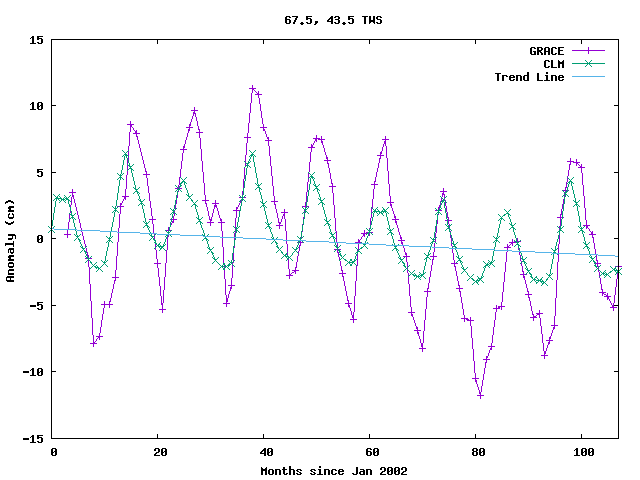 67.5, 43.5 TWS
GRACE
CLM
Trend Line
Anomaly (cm)
15
10
5
0
-5
-10
-15
0 20 40 60 80 100
Months since Jan 2002